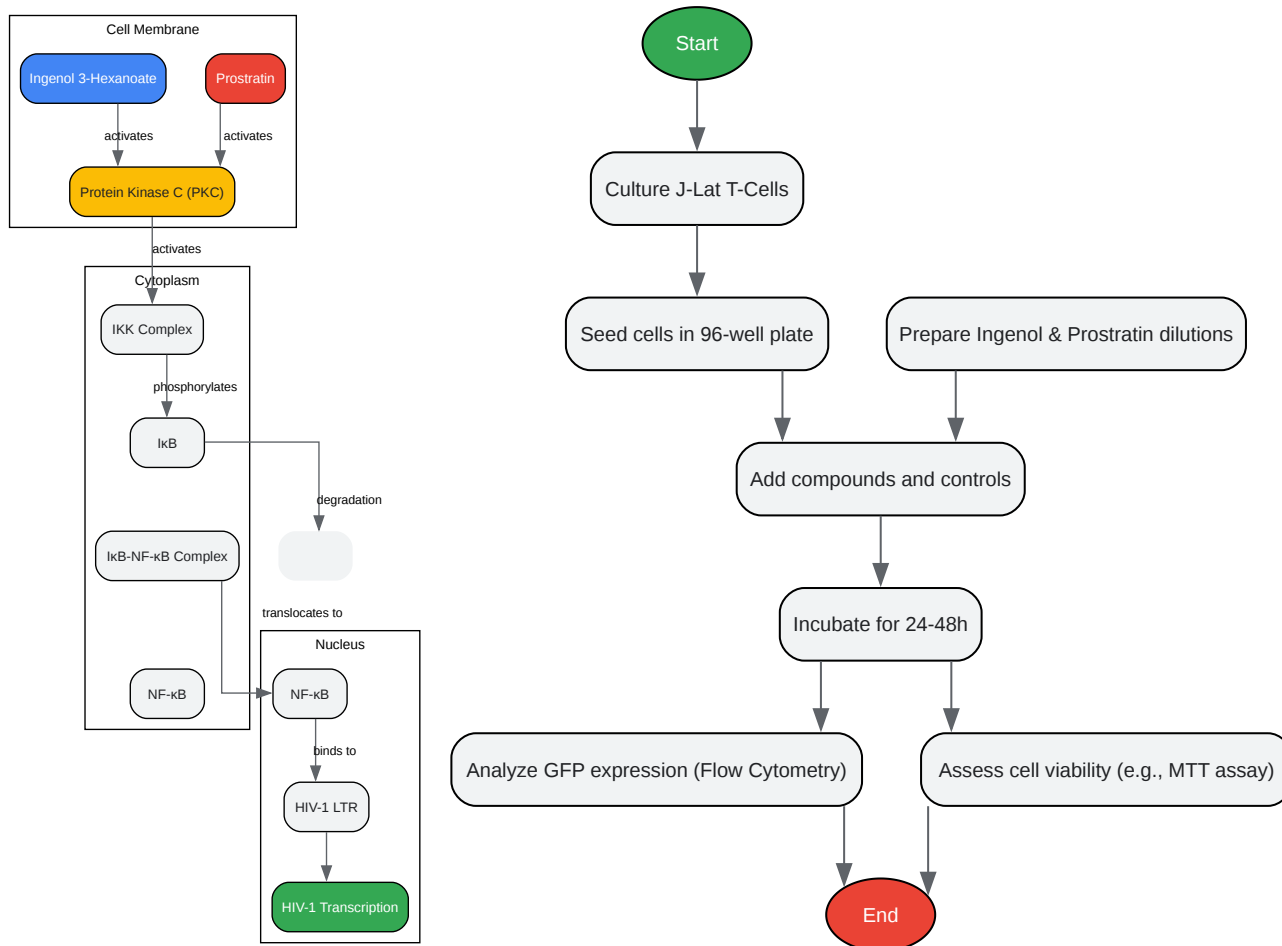 Cell Membrane
Ingenol 3-Hexanoate
Prostratin
activates
activates
Protein Kinase C (PKC)
activates
Cytoplasm
IKK Complex
phosphorylates
IκB
degradation
IκB-NF-κB Complex
translocates to
Nucleus
NF-κB
NF-κB
binds to
HIV-1 LTR
HIV-1 Transcription
Start
Culture J-Lat T-Cells
Seed cells in 96-well plate
Prepare Ingenol & Prostratin dilutions
Add compounds and controls
Incubate for 24-48h
Analyze GFP expression (Flow Cytometry)
Assess cell viability (e.g., MTT assay)
End